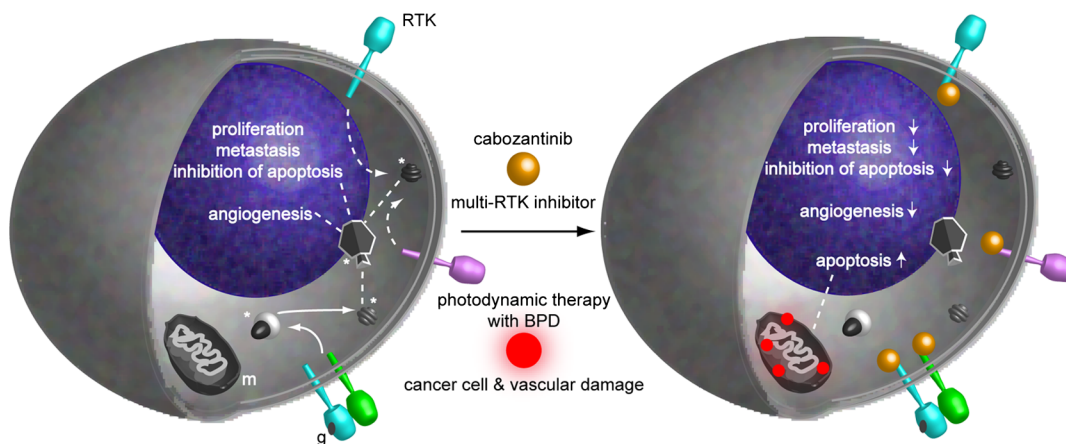 RTK
proliferation
metastasis
inhibition of apoptosis
angiogenesis
*
*
*
*
m
g
cabozantinib
multi-RTK inhibitor
photodynamic therapy
with BPD
cancer cell & vascular damage
proliferation ↓
metastasis ↓
inhibition of apoptosis ↓
angiogenesis ↓
apoptosis ↑